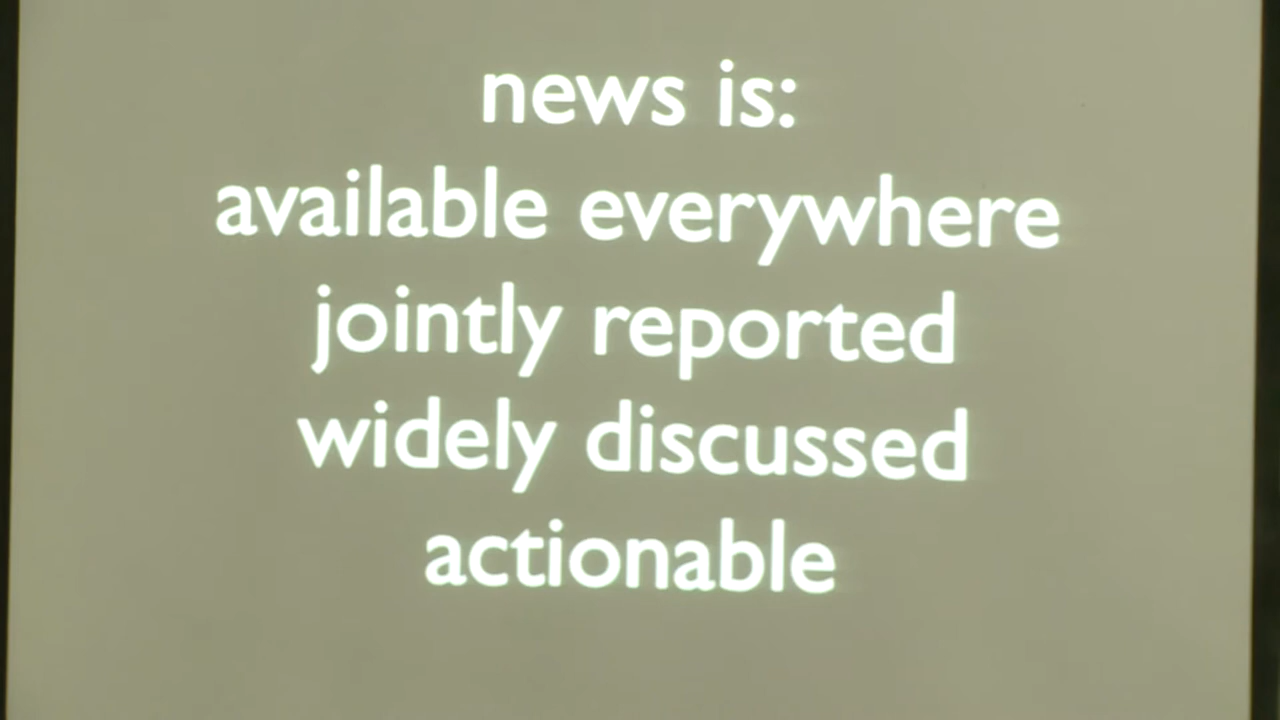 news is:
available everywhere
jointly reported
widely discussed
actionable